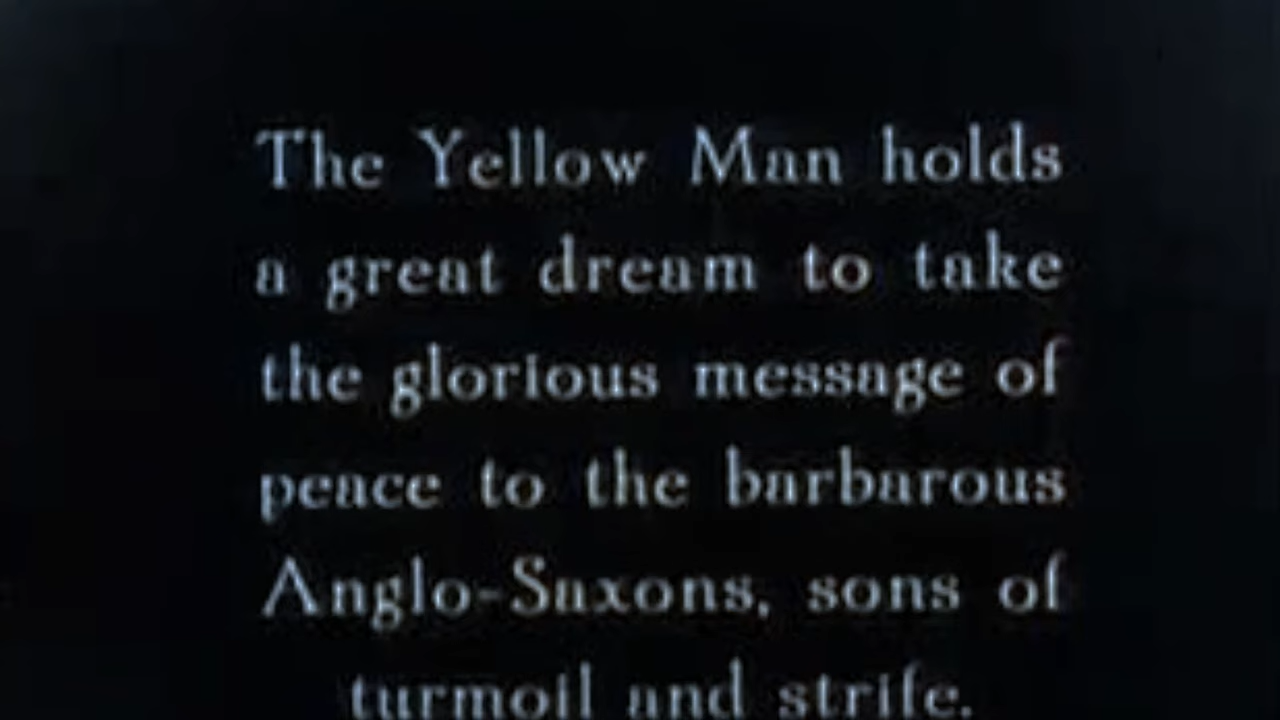 The Yellow Man holds
a great dream to take
the glorious message of
peace to the barbarous
Anglo-Saxons, sons of
turmoil and strife.